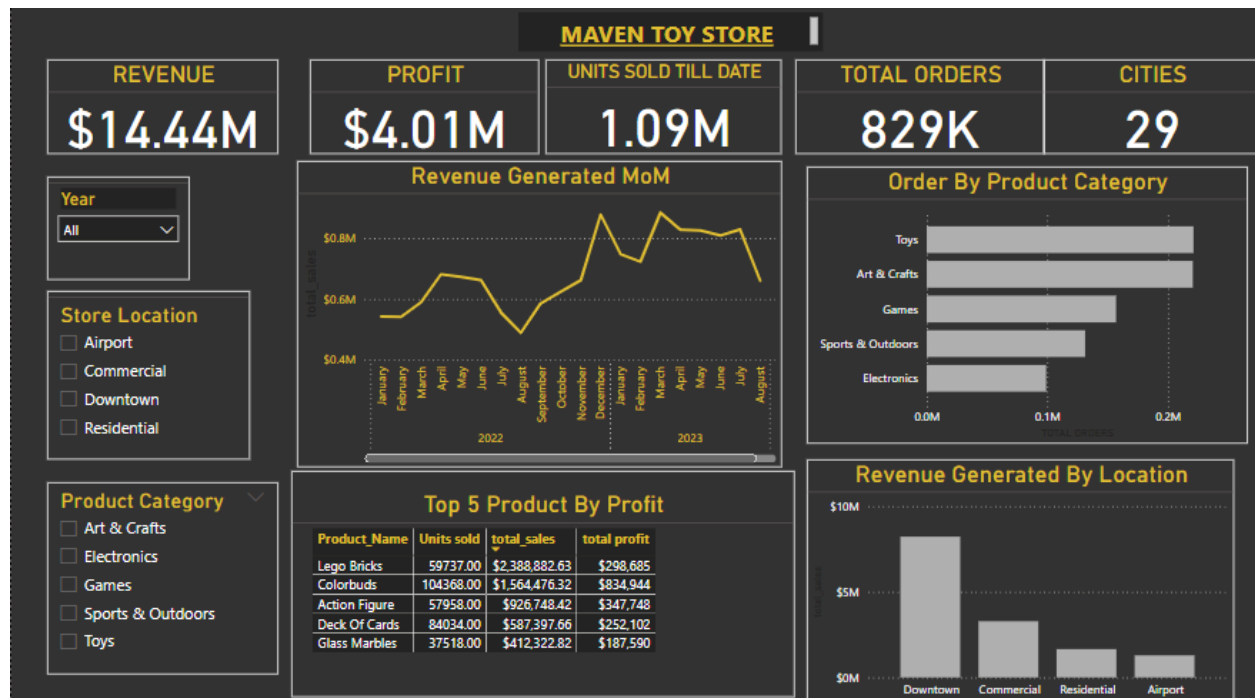 MAVEN TOY STORE
REVENUE
$14.44M
PROFIT
$4.01M
UNITS SOLD TILL DATE
1.09M
TOTAL ORDERS
829K
CITIES
29
Year
All
Store Location
Airport
Commercial
Downtown
Residential
Product Category
Art & Crafts
Electronics
Games
Sports & Outdoors
Toys
Revenue Generated MoM
total_sales
$0.8M
$0.6M
$0.4M
January February March April May June July August September October November December January February March April May June July August
2022 2023
Top 5 Product By Profit
Product_Name Units sold total_sales total profit
Lego Bricks 59737.00 $2,388,882.63 $298,685
Colorbuds 104368.00 $1,564,476.32 $834,944
Action Figure 57958.00 $926,748.42 $347,748
Deck Of Cards 84034.00 $587,397.66 $252,102
Glass Marbles 37518.00 $412,322.82 $187,590
Order By Product Category
Toys
Art & Crafts
Games
Sports & Outdoors
Electronics
0.0M 0.1M 0.2M
TOTAL ORDERS
Revenue Generated By Location
total_sales
$10M
$5M
$0M
Downtown Commercial Residential Airport